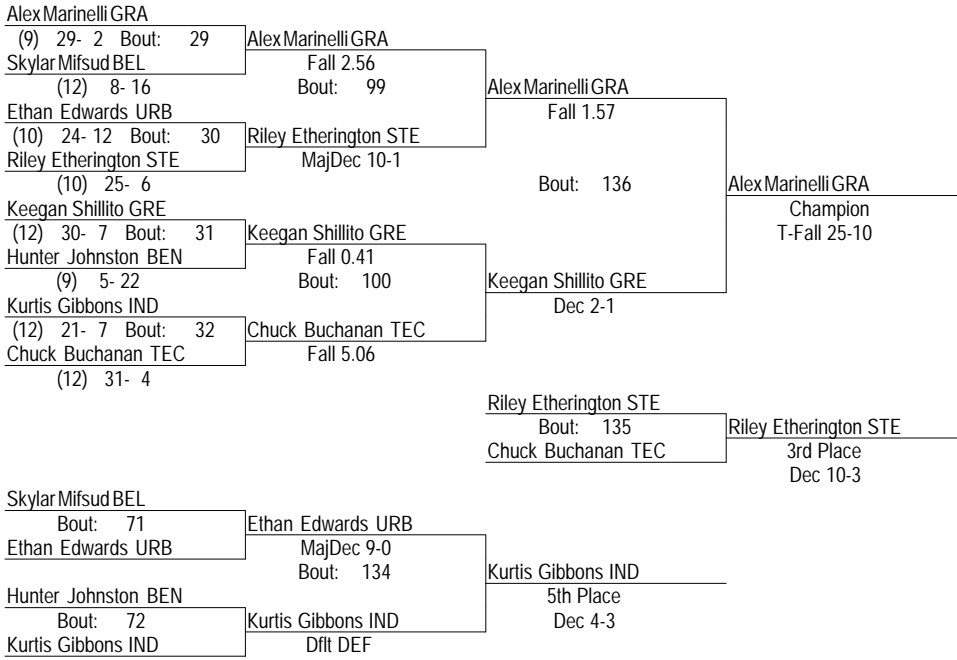 Alex Marinelli GRA
(9) 29- 2 Bout: 29
Alex Marinelli GRA
Skylar Mifsud BEL
Fall 2.56
(12) 8- 16
Bout: 99
Alex Marinelli GRA
Ethan Edwards URB
Fall 1.57
(10) 24- 12 Bout: 30
Riley Etherington STE
Riley Etherington STE
MajDec 10-1
(10) 25- 6
Bout: 136
Alex Marinelli GRA
Keegan Shillito GRE
Champion
(12) 30- 7 Bout: 31
Keegan Shillito GRE
T-Fall 25-10
Hunter Johnston BEN
Fall 0.41
(9) 5- 22
Bout: 100
Keegan Shillito GRE
Kurtis Gibbons IND
Dec 2-1
(12) 21- 7 Bout: 32
Chuck Buchanan TEC
Chuck Buchanan TEC
Fall 5.06
(12) 31- 4
Riley Etherington STE
Bout: 135
Riley Etherington STE
Chuck Buchanan TEC
3rd Place
Dec 10-3
Skylar Mifsud BEL
Bout: 71
Ethan Edwards URB
Ethan Edwards URB
MajDec 9-0
Bout: 134
Kurtis Gibbons IND
Hunter Johnston BEN
5th Place
Bout: 72
Kurtis Gibbons IND
Dec 4-3
Kurtis Gibbons IND
Dflt DEF